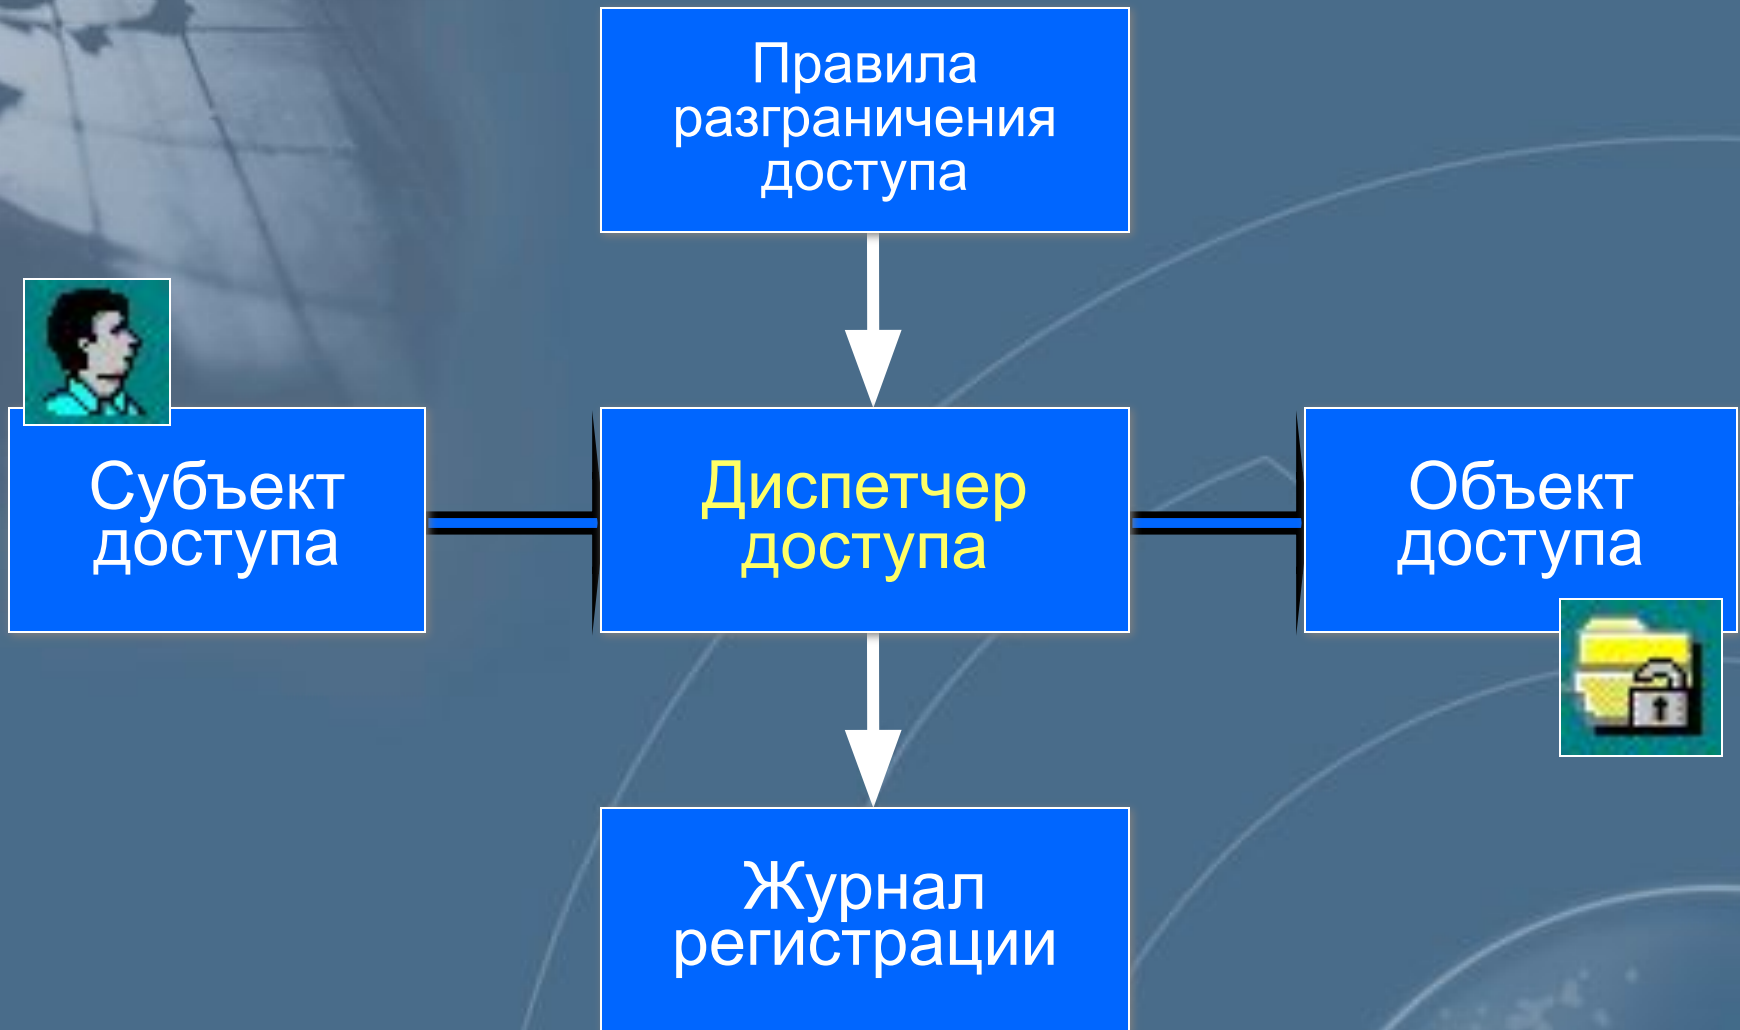 Правила
разграничения
доступа
Субъект
доступа
Диспетчер
доступа
Объект
доступа
Журнал
регистрации